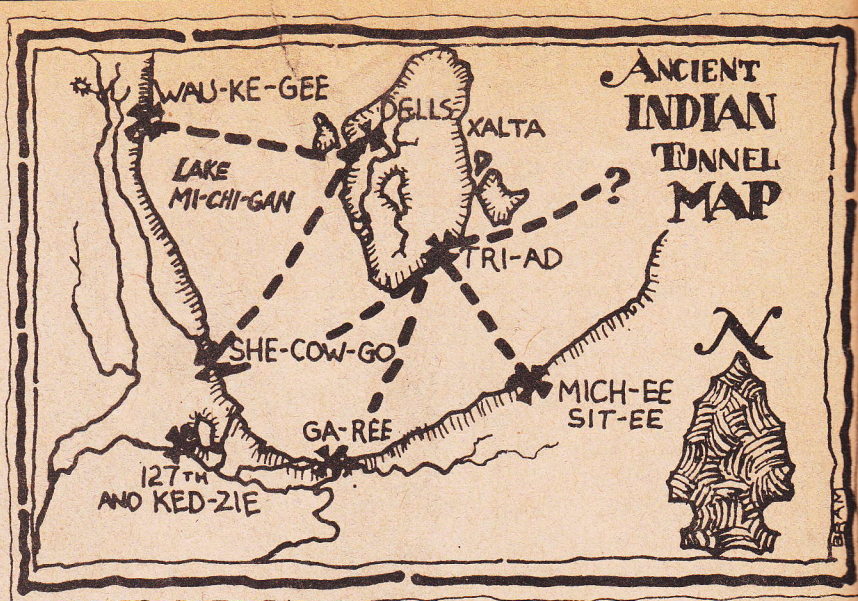 ANCIENT
INDIAN
TUNNEL
MAP
WAU-KE-GEE
DELLS
XALTA
LAKE
MI-CHI-GAN
?
TRI-AD
SHE-COW-GO
N
MICH-EE
SIT-EE
GA-REE
127TH
AND KED-ZIE
BRAM